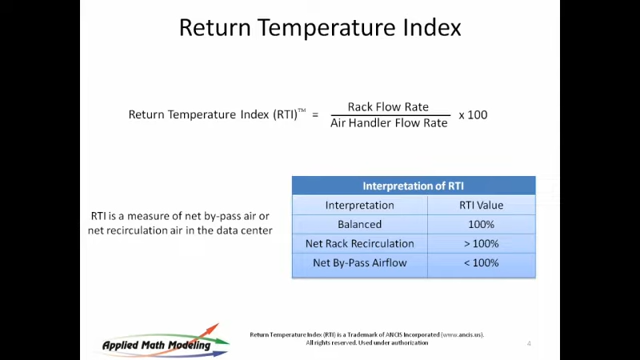 Return Temperature Index
Return Temperature Index (RTI)™ = Rack Flow Rate / Air Handler Flow Rate x 100
RTI is a measure of net by-pass air or
net recirculation air in the data center
Interpretation of RTI
Interpretation RTI Value
Balanced 100%
Net Rack Recirculation > 100%
Net By-Pass Airflow < 100%
Applied Math Modeling
Return Temperature Index (RTI) is a Trademark of ANCIS Incorporated (www.ancis.us).
All rights reserved. Used under authorization
4